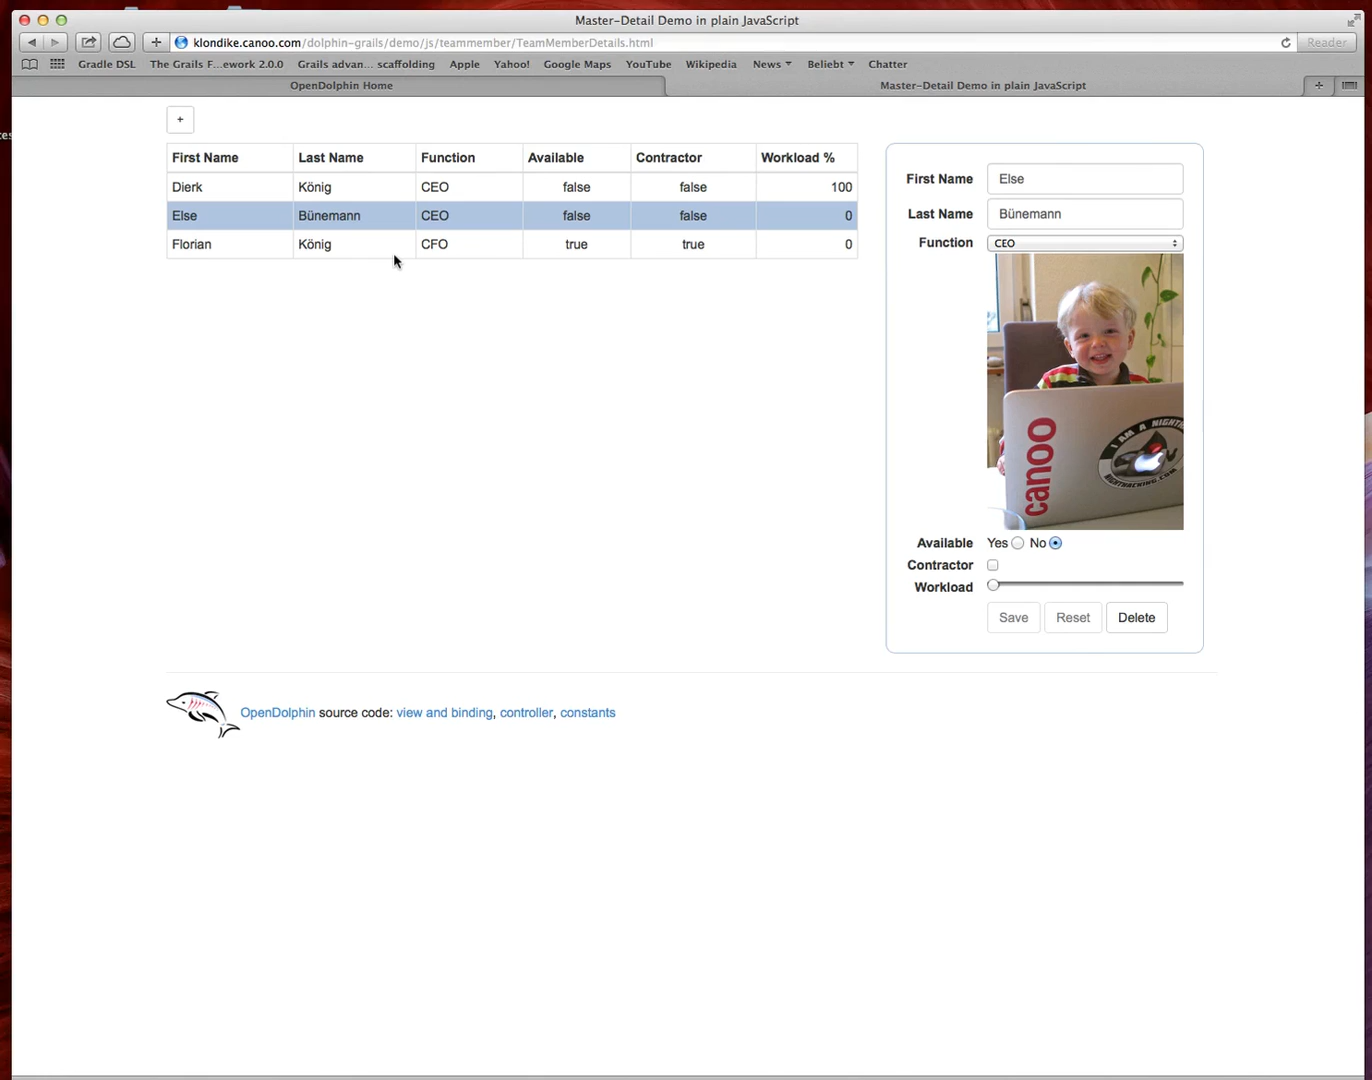 Master-Detail Demo in plain JavaScript
klondike.canoo.com/dolphin-grails/demo/js/teammember/TeamMemberDetails.html
Reader
Gradle DSL The Grails F...ework 2.0.0 Grails advan... scaffolding Apple Yahoo! Google Maps YouTube Wikipedia News Beliebt Chatter
OpenDolphin Home Master-Detail Demo in plain JavaScript +
+
First Name Last Name Function Available Contractor Workload %
Dierk König CEO false false 100
Else Bünemann CEO false false 0
Florian König CFO true true 0
First Name Else
Last Name Bünemann
Function CEO
canoo
I AM A NIGHTH
NIGHTHACKING.COM
Available Yes No
Contractor
Workload
Save Reset Delete
OpenDolphin source code: view and binding, controller, constants